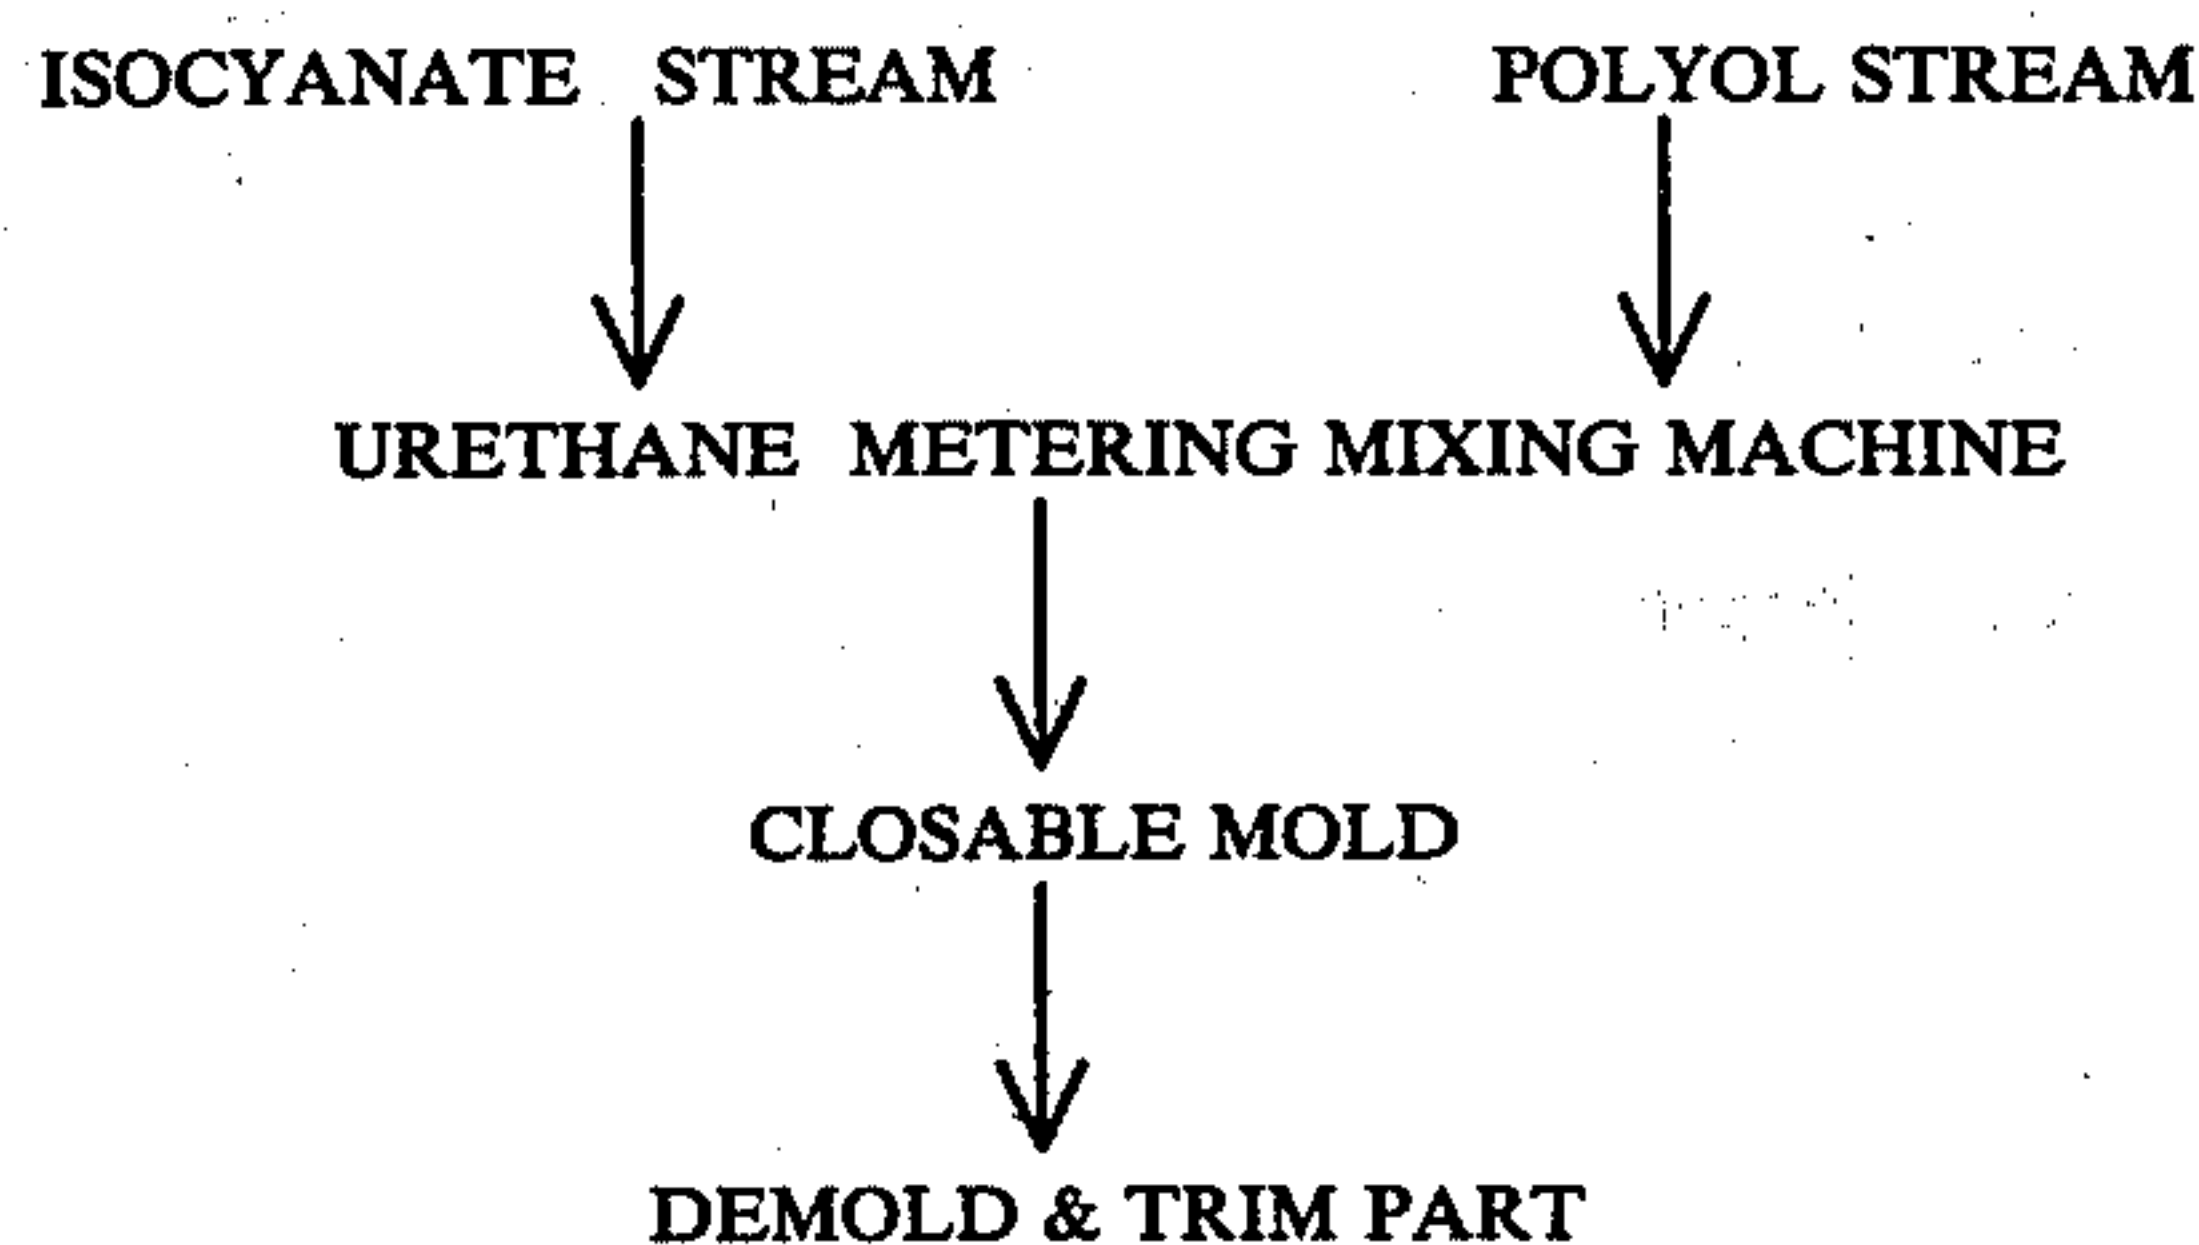 ISOCYANATE STREAM POLYOL STREAM
URETHANE METERING MIXING MACHINE
CLOSABLE MOLD
DEMOLD & TRIM PART